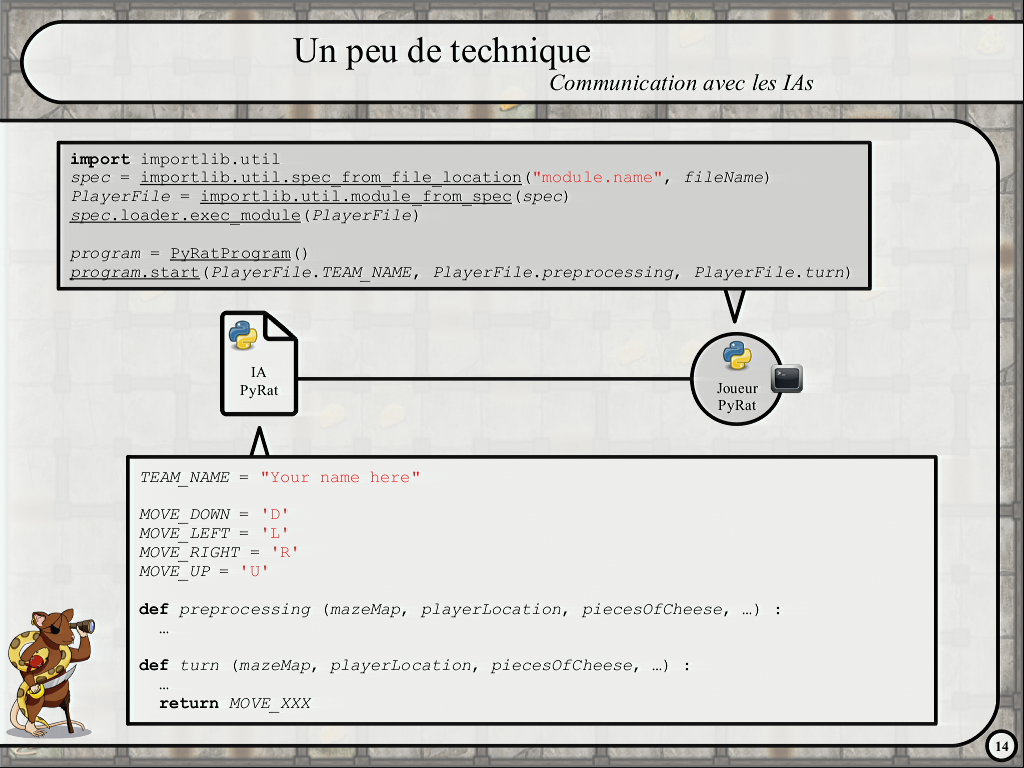 Un peu de technique
Communication avec les IAs
import importlib.util
spec = importlib.util.spec_from_file_location("module.name", fileName)
PlayerFile = importlib.util.module_from_spec(spec)
spec.loader.exec_module(PlayerFile)
program = PyRatProgram()
program.start(PlayerFile.TEAM_NAME, PlayerFile.preprocessing, PlayerFile.turn)
IA
PyRat
Joueur
PyRat
TEAM_NAME = "Your name here"
MOVE_DOWN = 'D'
MOVE_LEFT = 'L'
MOVE_RIGHT = 'R'
MOVE_UP = 'U'
def preprocessing (mazeMap, playerLocation, piecesOfCheese, …) :
…
def turn (mazeMap, playerLocation, piecesOfCheese, …) :
…
return MOVE_XXX
14